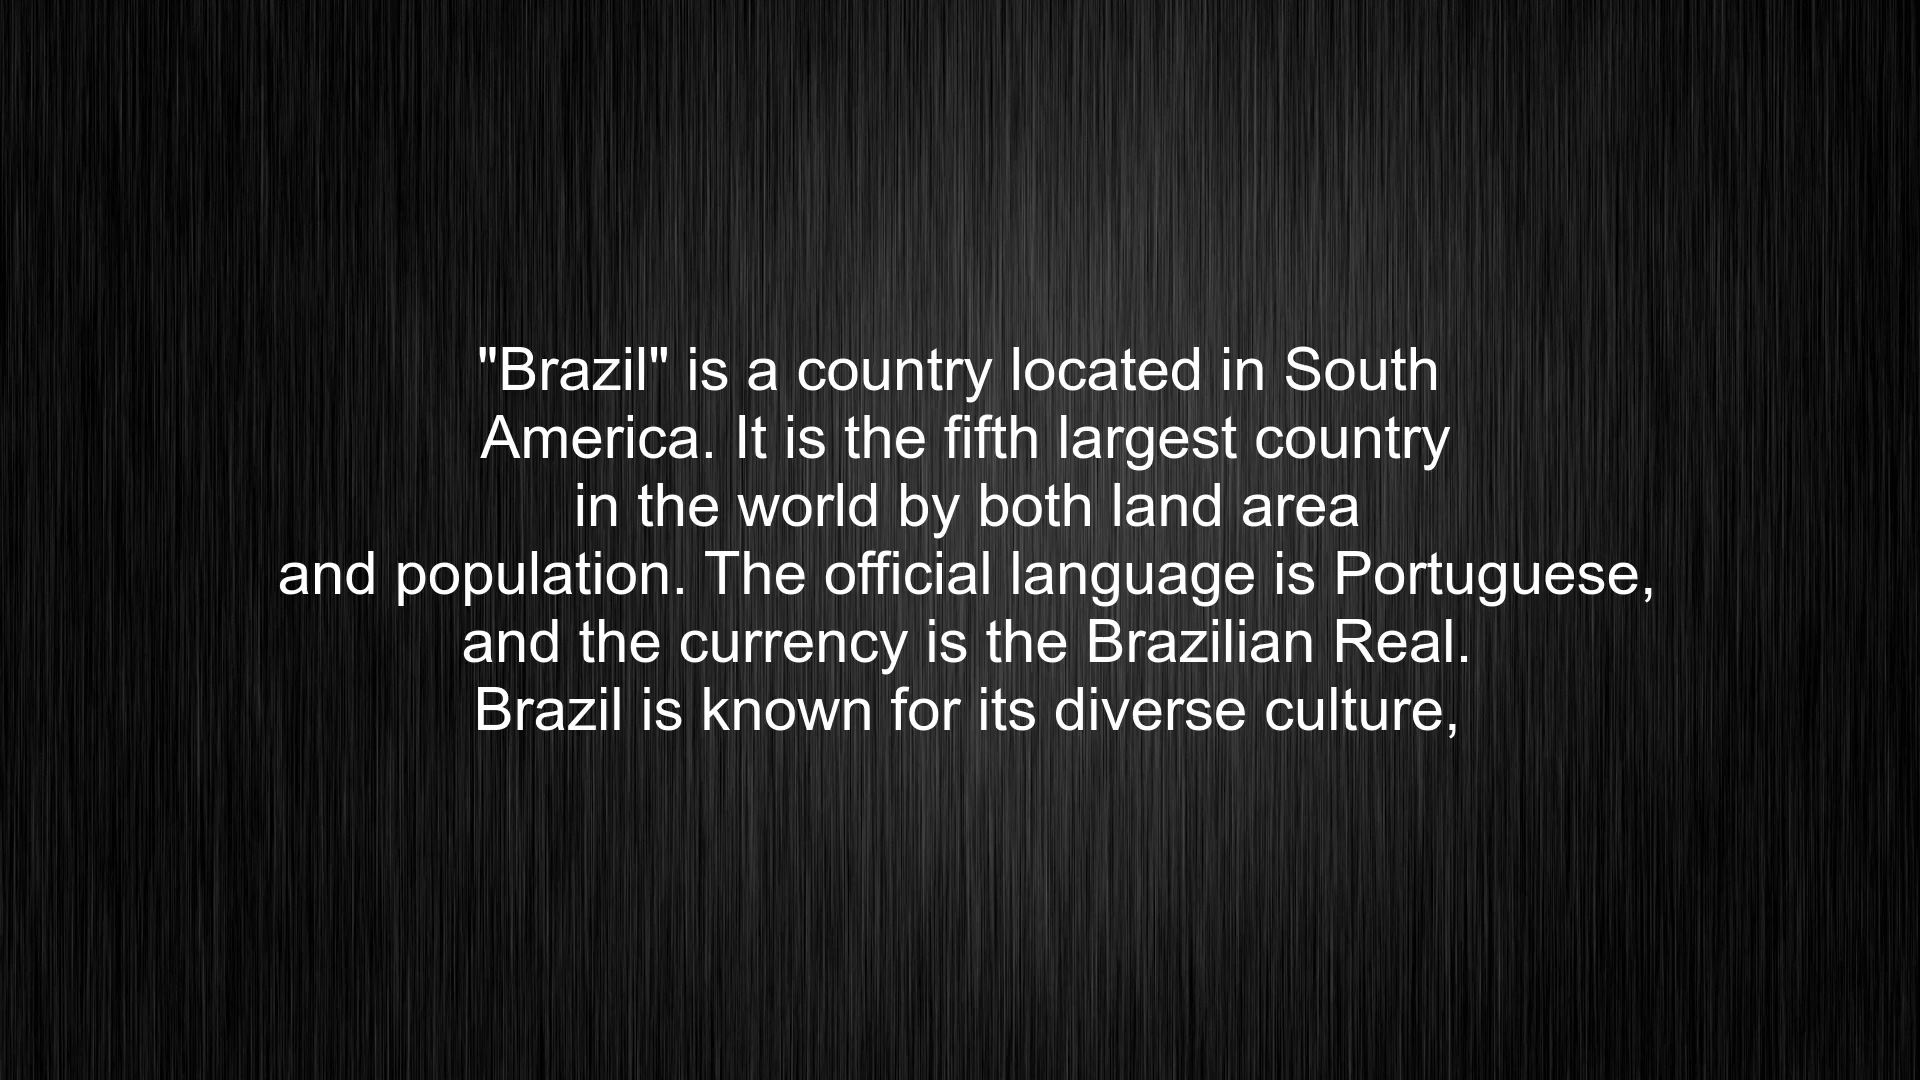 "Brazil" is a country located in South
America. It is the fifth largest country
in the world by both land area
and population. The official language is Portuguese,
and the currency is the Brazilian Real.
Brazil is known for its diverse culture,